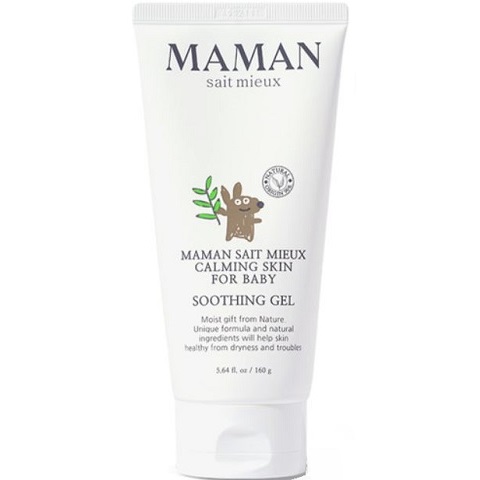 MAMAN
sait mieux
NATURAL
MAMAN SAIT MIEUX
CALMING SKIN
FOR BABY
SOOTHING GEL
Moist gift from Nature
Unique formula and natural
ingredients will help skin
healthy from dryness and troubles
5.64 fl. oz / 160 g